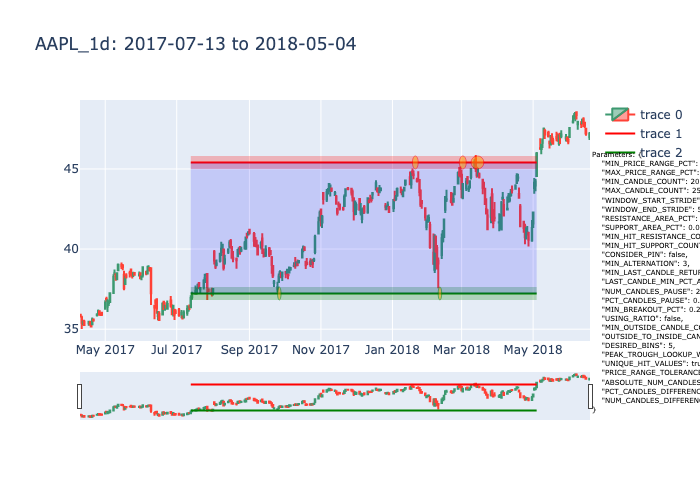 AAPL_1d: 2017-07-13 to 2018-05-04
trace 0
trace 1
trace 2
Parameters: {
"MIN_PRICE_RANGE_PCT":
"MAX_PRICE_RANGE_PCT":
"MIN_CANDLE_COUNT": 20
"MAX_CANDLE_COUNT": 25
"WINDOW_START_STRIDE"
"WINDOW_END_STRIDE": 5
"RESISTANCE_AREA_PCT":
"SUPPORT_AREA_PCT": 0.0
"MIN_HIT_RESISTANCE_CO
"MIN_HIT_SUPPORT_COUN
"CONSIDER_PIN": false,
"MIN_ALTERNATION": 3,
"MIN_LAST_CANDLE_RETUR
"LAST_CANDLE_MIN_PCT_A
"NUM_CANDLES_PAUSE": 2
"PCT_CANDLES_PAUSE": 0.
"MIN_BREAKOUT_PCT": 0.2
"USING_RATIO": false,
"MIN_OUTSIDE_CANDLE_CO
"OUTSIDE_TO_INSIDE_CAN
"DESIRED_BINS": 5,
"PEAK_TROUGH_LOOKUP_W
"UNIQUE_HIT_VALUES": tru
"PRICE_RANGE_TOLERANC
"ABSOLUTE_NUM_CANDLES
"PCT_CANDLES_DIFFERENC
"NUM_CANDLES_DIFFEREN
}
45
40
35
May 2017 Jul 2017 Sep 2017 Nov 2017 Jan 2018 Mar 2018 May 2018